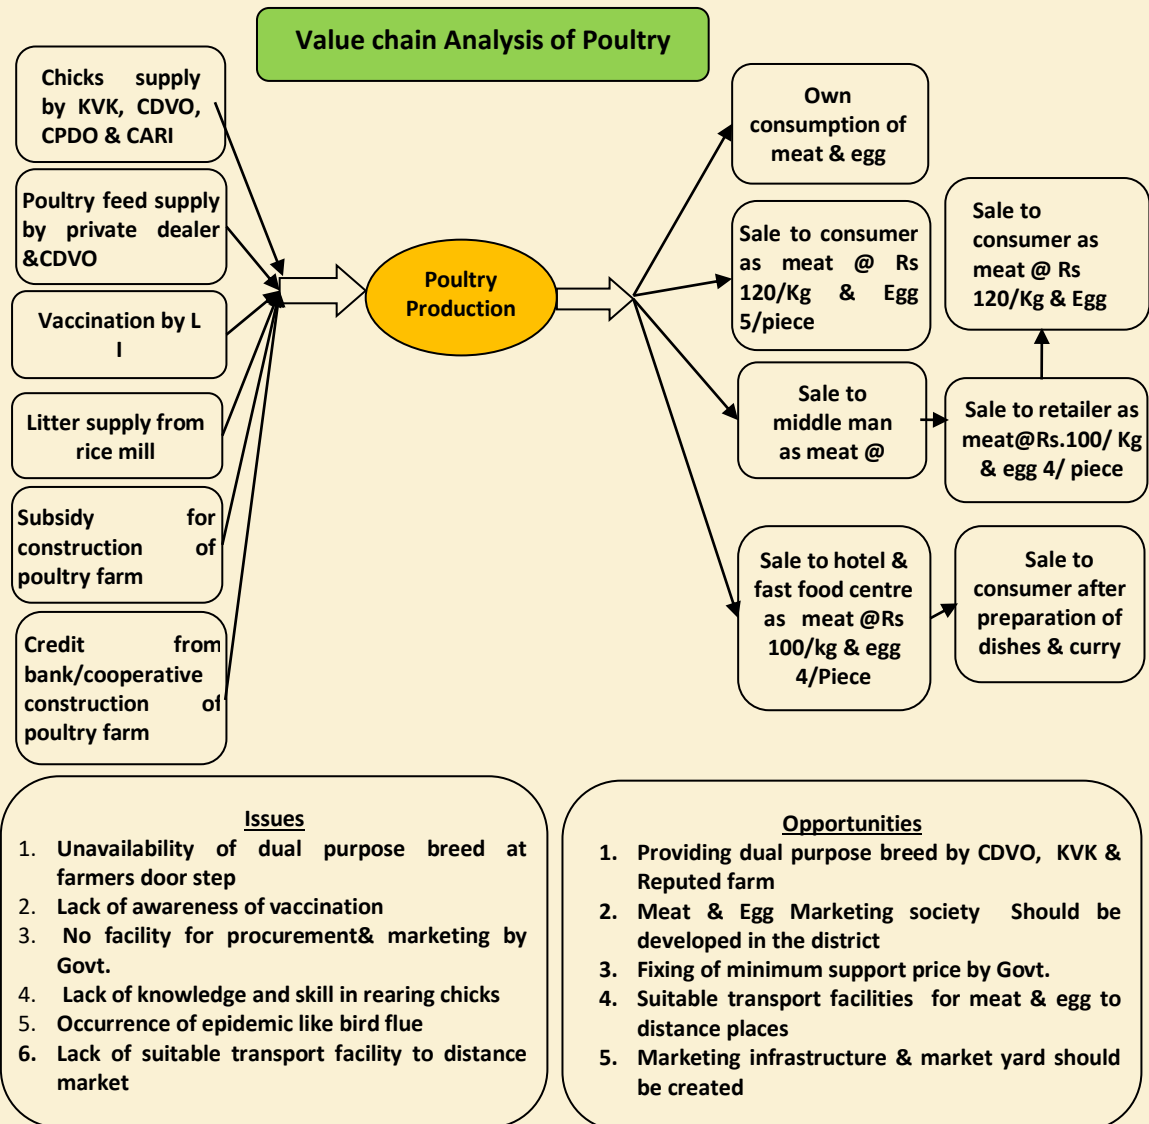 Value chain Analysis of Poultry
Chicks supply
by KVK, CDVO,
CPDO & CARI
Poultry feed supply
by private dealer
&CDVO
Vaccination by L
I
Litter supply from
rice mill
Subsidy for
construction of
poultry farm
Credit from
bank/cooperative
construction of
poultry farm
Poultry
Production
Own
consumption of
meat & egg
Sale to consumer
as meat @ Rs
120/Kg & Egg
5/piece
Sale to
middle man
as meat @
Sale to hotel &
fast food centre
as meat @Rs
100/kg & egg
4/Piece
Sale to
consumer as
meat @ Rs
120/Kg & Egg
Sale to retailer as
meat@Rs.100/ Kg
& egg 4/ piece
Sale to
consumer after
preparation of
dishes & curry
Issues
1. Unavailability of dual purpose breed at
farmers door step
2. Lack of awareness of vaccination
3. No facility for procurement& marketing by
Govt.
4. Lack of knowledge and skill in rearing chicks
5. Occurrence of epidemic like bird flue
6. Lack of suitable transport facility to distance
market
Opportunities
1. Providing dual purpose breed by CDVO, KVK &
Reputed farm
2. Meat & Egg Marketing society Should be
developed in the district
3. Fixing of minimum support price by Govt.
4. Suitable transport facilities for meat & egg to
distance places
5. Marketing infrastructure & market yard should
be created